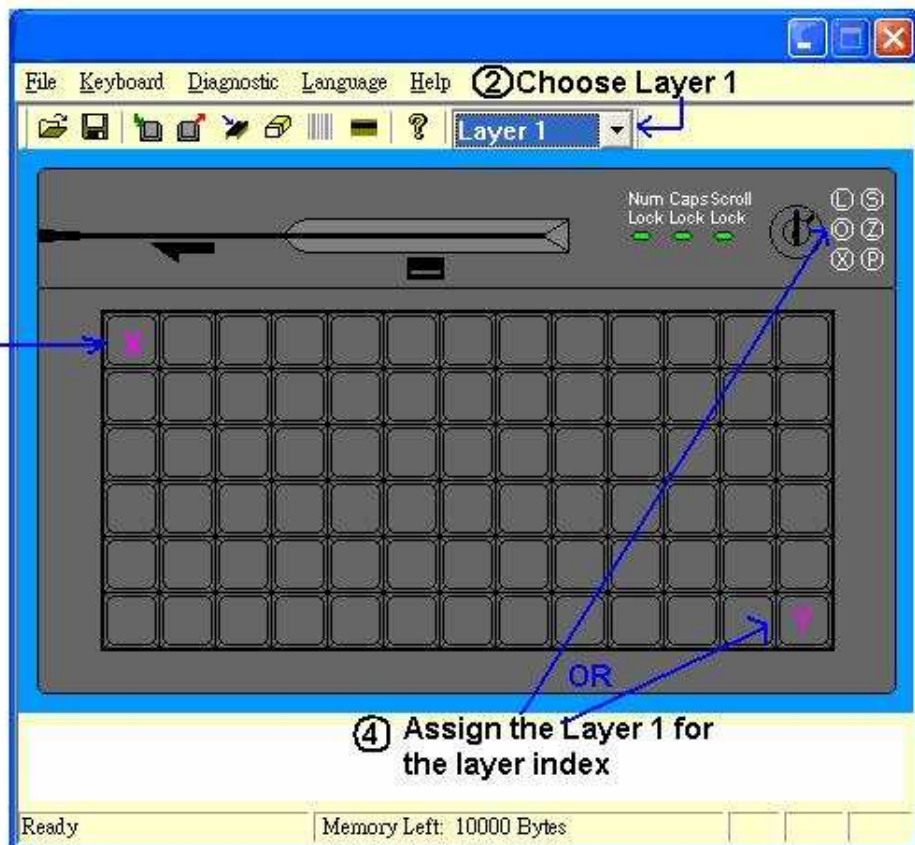 File Keyboard Diagnostic Language Help ②Choose Layer 1
Layer 1
Num Caps Scroll
Lock Lock Lock
Ⓛ Ⓢ
Ⓞ Ⓩ
Ⓧ Ⓟ
X
Y
OR
④ Assign the Layer 1 for
the layer index
Ready Memory Left: 10000 Bytes